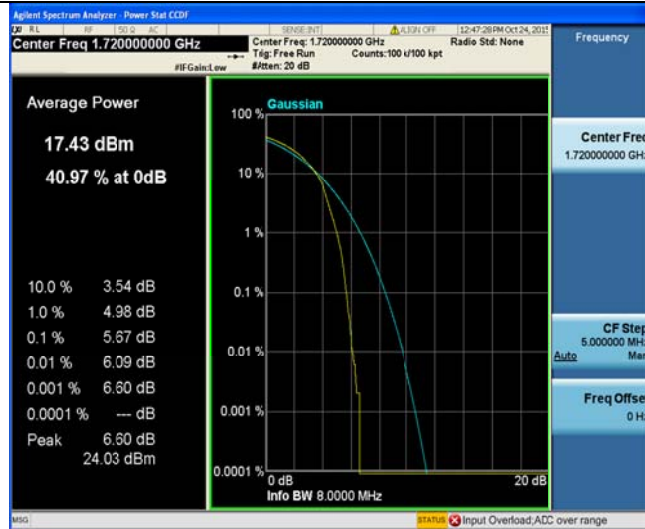 Agilent Spectrum Analyzer - Power Stat CCDF
RL RF 50 Ω AC SENSE:INT ALIGN OFF 12:47:28 PM Oct 24, 2015
Center Freq 1.720000000 GHz
Center Freq: 1.720000000 GHz Radio Std: None
Trig: Free Run Counts:100 k/100 kpt
#IFGain:Low #Atten: 20 dB
Frequency
Average Power
17.43 dBm
40.97 % at 0dB
10.0 % 3.54 dB
1.0 % 4.98 dB
0.1 % 5.67 dB
0.01 % 6.09 dB
0.001 % 6.60 dB
0.0001 % --- dB
Peak 6.60 dB
24.03 dBm
Gaussian
100 %
10 %
1 %
0.1 %
0.01 %
0.001 %
0.0001 %
0 dB 20 dB
Info BW 8.0000 MHz
Center Freq
1.720000000 GHz
CF Step
5.000000 MHz
Auto Man
Freq Offse
0 Hz
MSG STATUS Input Overload;ADC over range